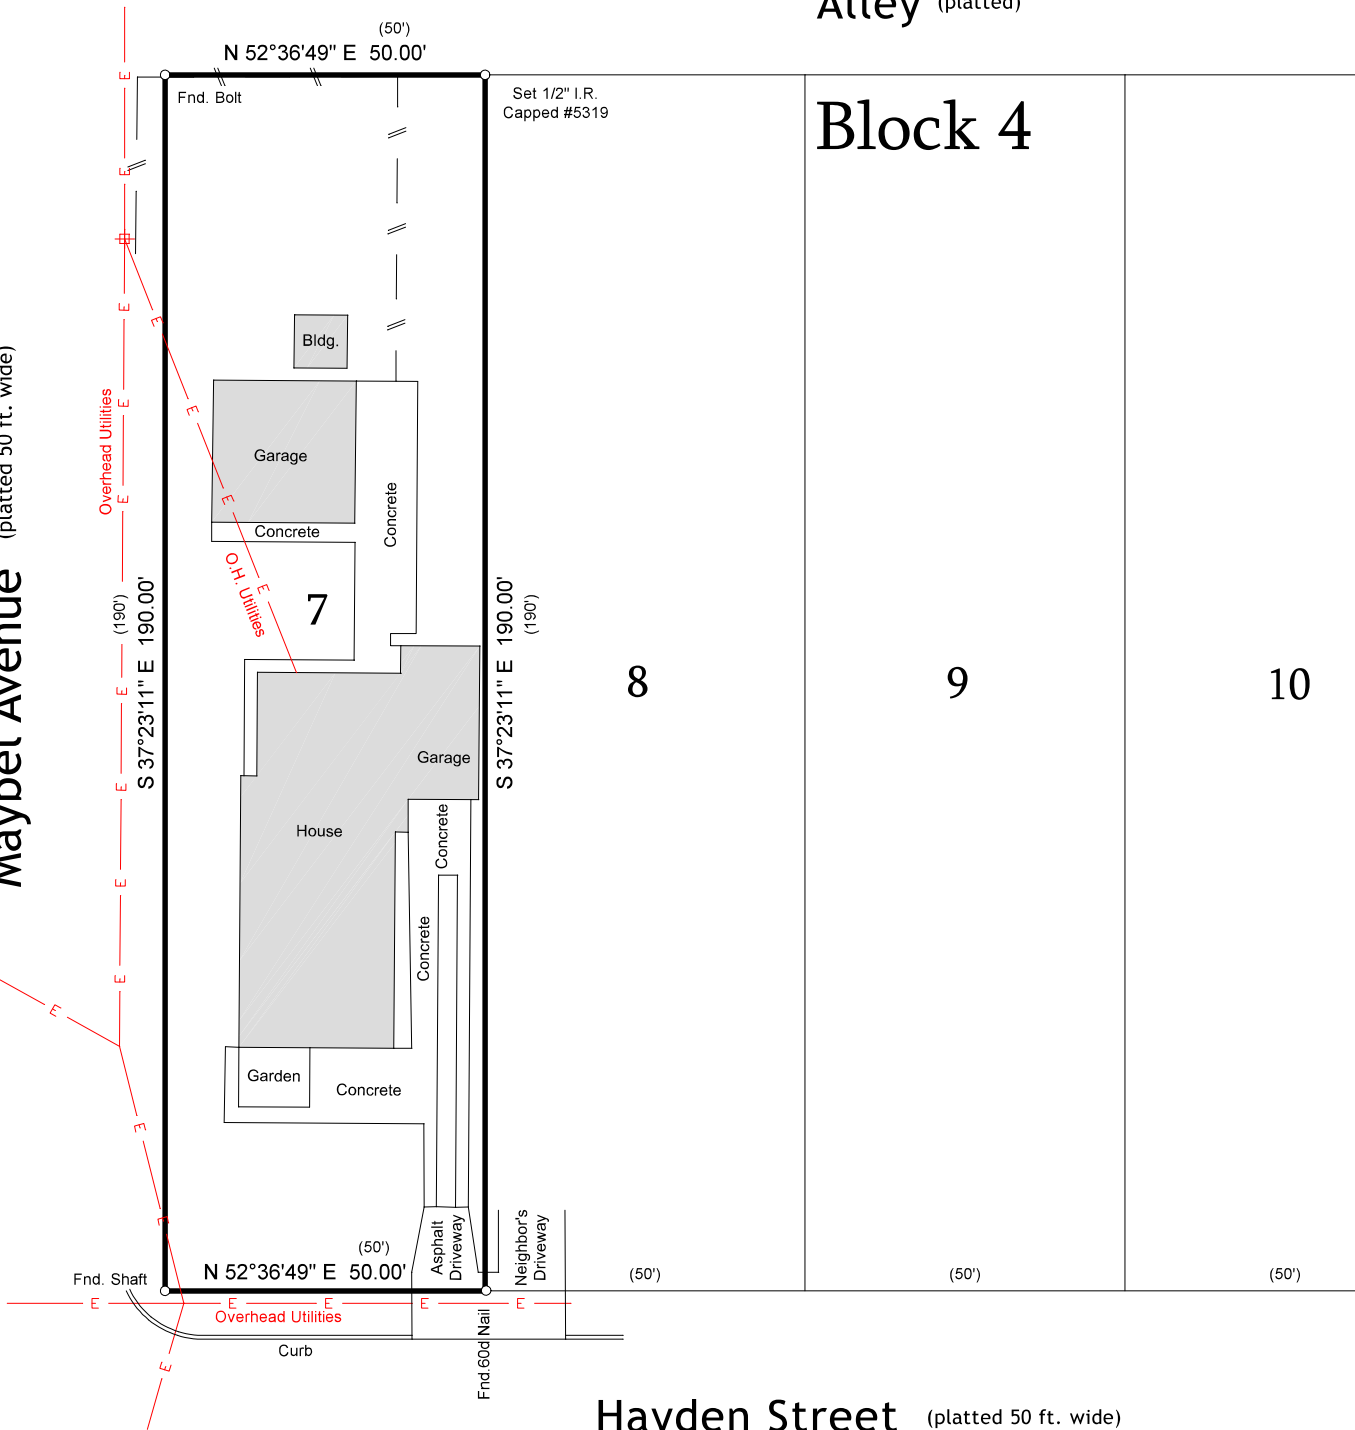 Alley (platted)
(50')
N 52°36'49" E 50.00'
Fnd. Bolt
Set 1/2" I.R.
Capped #5319
Block 4
E
E
E
E
Bldg.
E
E
E
E
Overhead Utilities
(platted 50 ft. wide)
Maybel Avenue
Garage
Concrete
Concrete
E
O.H. Utilities
7
(190')
S 37°23'11" E 190.00'
S 37°23'11" E 190.00'
(190')
8
9
10
E
E
Garage
House
Concrete
Concrete
E
E
E
Garden
Concrete
E
E
Asphalt
Driveway
Neighbor's
Driveway
(50')
N 52°36'49" E 50.00'
Fnd. Shaft
(50')
(50')
(50')
E
E
E
E
E
Overhead Utilities
Curb
Fnd.60d Nail
E
Hayden Street (platted 50 ft. wide)